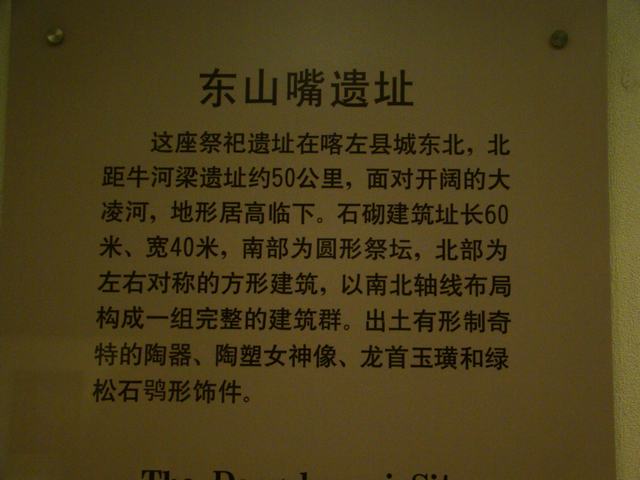 东山嘴遗址
这座祭祀遗址在喀左县城东北，北
距牛河梁遗址约50公里，面对开阔的大
凌河，地形居高临下。石砌建筑址长60
米、宽40米，南部为圆形祭坛，北部为
左右对称的方形建筑，以南北轴线布局
构成一组完整的建筑群。出土有形制奇
特的陶器、陶塑女神像、龙首玉璜和绿
松石鸮形饰件。
The